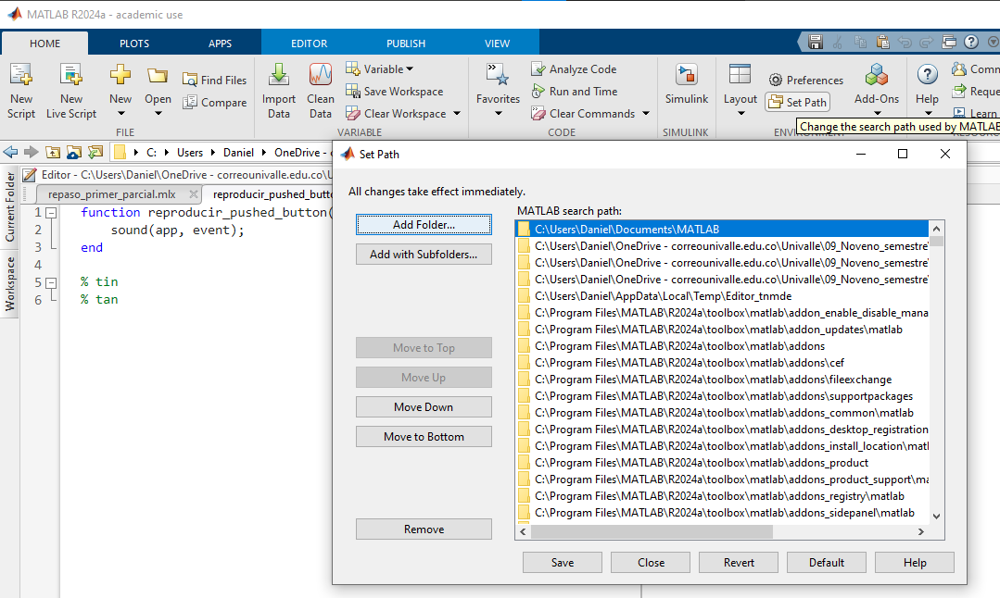 MATLAB R2024a - academic use
HOME PLOTS APPS EDITOR PUBLISH VIEW
New Script
New Live Script
New
Open
Find Files
Compare
FILE
Import Data
Clean Data
Variable
Save Workspace
Clear Workspace
VARIABLE
Favorites
Analyze Code
Run and Time
Clear Commands
CODE
Simulink
SIMULINK
Layout
Preferences
Set Path
Add-Ons
Help
Comm
Reque
Learn
Change the search path used by MATLAB
C: Users Daniel OneDrive -
Set Path
Current Folder
Workspace
Editor - C:\Users\Daniel\OneDrive - correounivalle.edu.co\U
repaso_primer_parcial.mlx
reproducir_pushed_butto
1 function reproducir_pushed_button(
2 sound(app, event);
3 end
4
5 % tin
6 % tan
All changes take effect immediately.
Add Folder...
Add with Subfolders...
Move to Top
Move Up
Move Down
Move to Bottom
Remove
MATLAB search path:
C:\Users\Daniel\Documents\MATLAB
C:\Users\Daniel\OneDrive - correounivalle.edu.co\Univalle\09_Noveno_semestre
C:\Users\Daniel\OneDrive - correounivalle.edu.co\Univalle\09_Noveno_semestre
C:\Users\Daniel\OneDrive - correounivalle.edu.co\Univalle\09_Noveno_semestre
C:\Users\Daniel\AppData\Local\Temp\Editor_tnmde
C:\Program Files\MATLAB\R2024a\toolbox\matlab\addon_enable_disable_mana
C:\Program Files\MATLAB\R2024a\toolbox\matlab\addon_updates\matlab
C:\Program Files\MATLAB\R2024a\toolbox\matlab\addons
C:\Program Files\MATLAB\R2024a\toolbox\matlab\addons\cef
C:\Program Files\MATLAB\R2024a\toolbox\matlab\addons\fileexchange
C:\Program Files\MATLAB\R2024a\toolbox\matlab\addons\supportpackages
C:\Program Files\MATLAB\R2024a\toolbox\matlab\addons_common\matlab
C:\Program Files\MATLAB\R2024a\toolbox\matlab\addons_desktop_registration
C:\Program Files\MATLAB\R2024a\toolbox\matlab\addons_install_location\matl
C:\Program Files\MATLAB\R2024a\toolbox\matlab\addons_product
C:\Program Files\MATLAB\R2024a\toolbox\matlab\addons_product_support\ma
C:\Program Files\MATLAB\R2024a\toolbox\matlab\addons_registry\matlab
C:\Program Files\MATLAB\R2024a\toolbox\matlab\addons_sidepanel\matlab
Save Close Revert Default Help